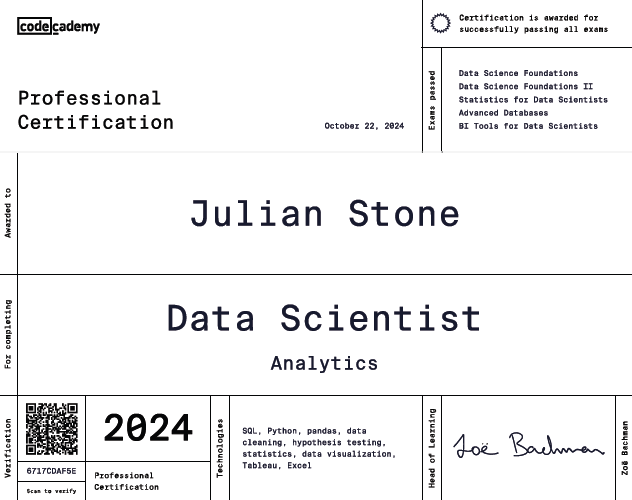 codecademy
Certification is awarded for
successfully passing all exams
Professional
Certification
October 22, 2024
Exams passed
Data Science Foundations
Data Science Foundations II
Statistics for Data Scientists
Advanced Databases
BI Tools for Data Scientists
Awarded to
Julian Stone
For completing
Data Scientist
Analytics
Verification
6717CDAF5E
Scan to verify
2024
Professional
Certification
Technologies
SQL, Python, pandas, data
cleaning, hypothesis testing,
statistics, data visualization,
Tableau, Excel
Head of Learning
Zoë Bachman
Zoë Bachman